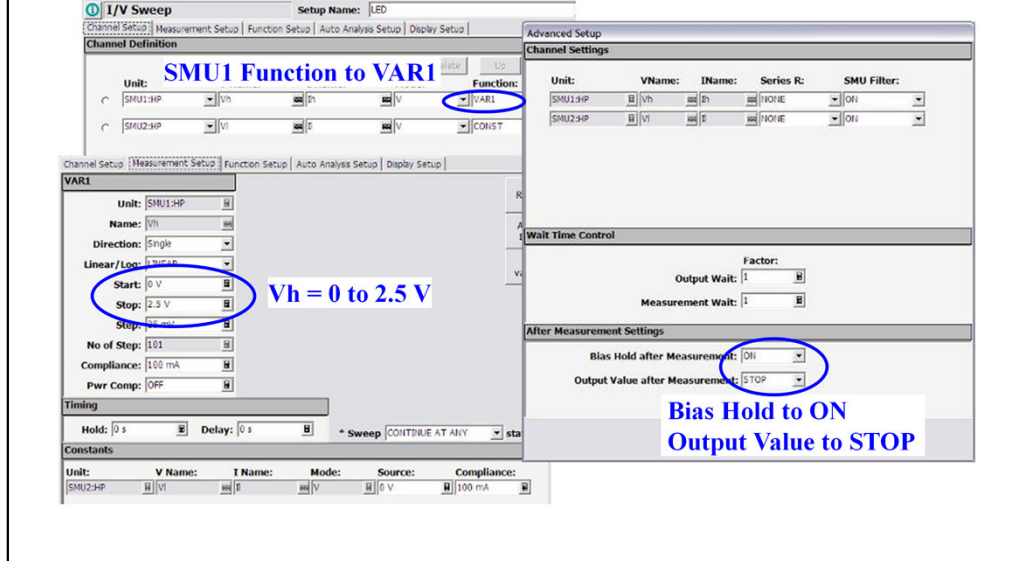 I/V Sweep Setup Name: LED
Channel Setup Measurement Setup Function Setup Auto Analysis Setup Display Setup
Channel Definition
Up
SMU1 Function to VAR1
Unit: Function:
SMU1:HP Vh Ih V VAR1
SMU2:HP Vl Il V CONST
Channel Setup Measurement Setup Function Setup Auto Analysis Setup Display Setup
VAR1
Unit: SMU1:HP
Name: Vh
Direction: Single
Linear/Log: LINEAR
Start: 0 V
Stop: 2.5 V
Vh = 0 to 2.5 V
Step: 25 mV
No of Step: 101
Compliance: 100 mA
Pwr Comp: OFF
Timing
Hold: 0 s Delay: 0 s * Sweep CONTINUE AT ANY sta
Constants
Unit: V Name: I Name: Mode: Source: Compliance:
SMU2:HP Vl Il V 0 V 100 mA
Advanced Setup
Channel Settings
Unit: VName: IName: Series R: SMU Filter:
SMU1:HP Vh Ih NONE ON
SMU2:HP Vl Il NONE ON
Wait Time Control
Factor:
Output Wait: 1
Measurement Wait: 1
After Measurement Settings
Bias Hold after Measurement: ON
Output Value after Measurement: STOP
Bias Hold to ON
Output Value to STOP